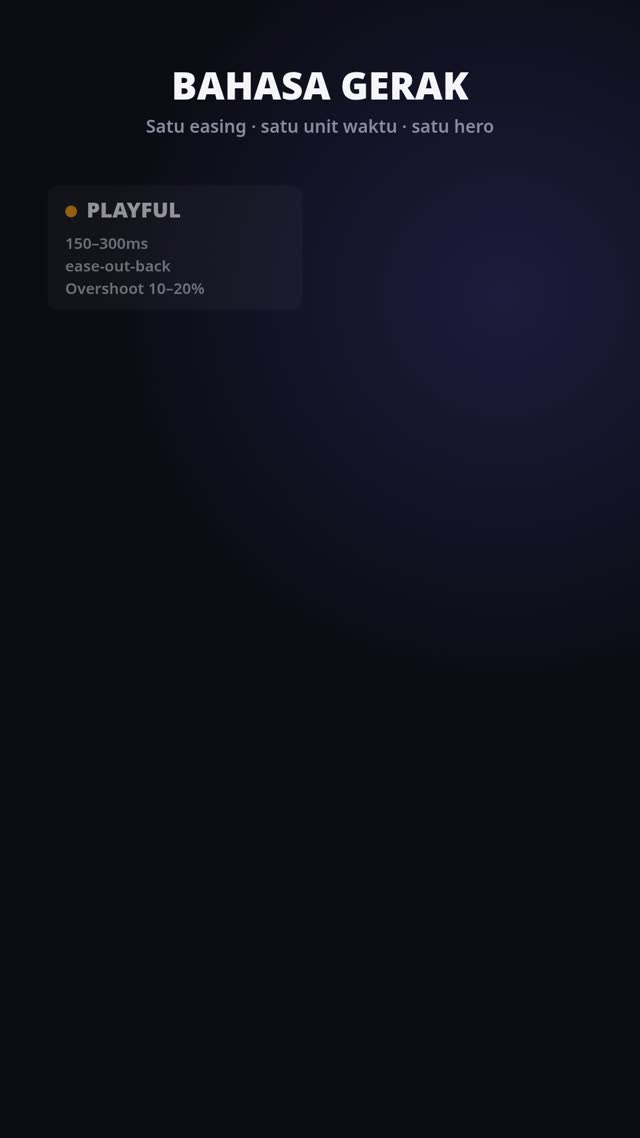 BAHASA GERAK
Satu easing · satu unit waktu · satu hero
PLAYFUL
150–300ms
ease-out-back
Overshoot 10–20%